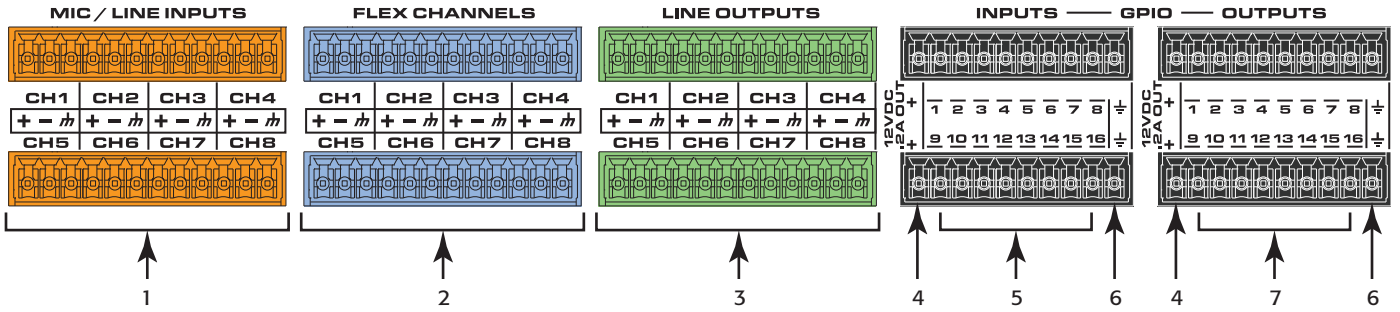 MIC / LINE INPUTS
CH1 CH2 CH3 CH4
+ - + - + - + -
CH5 CH6 CH7 CH8
1
FLEX CHANNELS
CH1 CH2 CH3 CH4
+ - + - + - + -
CH5 CH6 CH7 CH8
2
LINE OUTPUTS
CH1 CH2 CH3 CH4
+ - + - + - + -
CH5 CH6 CH7 CH8
3
INPUTS — GPIO — OUTPUTS
12VDC
.2A OUT
+ 1 2 3 4 5 6 7 8
+ 9 10 11 12 13 14 15 16
4 5 6
12VDC
.2A OUT
+ 1 2 3 4 5 6 7 8
+ 9 10 11 12 13 14 15 16
4 7 6